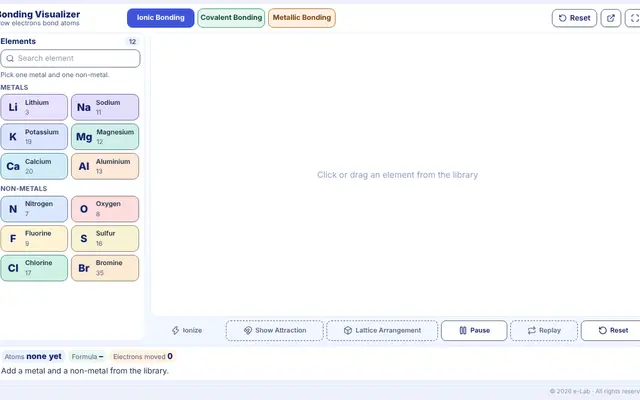 Bonding Visualizer
how electrons bond atoms
Ionic Bonding
Covalent Bonding
Metallic Bonding
Reset
Elements
12
Search element
Pick one metal and one non-metal.
METALS
Li Lithium 3
Na Sodium 11
K Potassium 19
Mg Magnesium 12
Ca Calcium 20
Al Aluminium 13
NON-METALS
N Nitrogen 7
O Oxygen 8
F Fluorine 9
S Sulfur 16
Cl Chlorine 17
Br Bromine 35
Click or drag an element from the library
Ionize
Show Attraction
Lattice Arrangement
Pause
Replay
Reset
Atoms none yet
Formula –
Electrons moved 0
Add a metal and a non-metal from the library.
© 2026 e-Lab · All rights